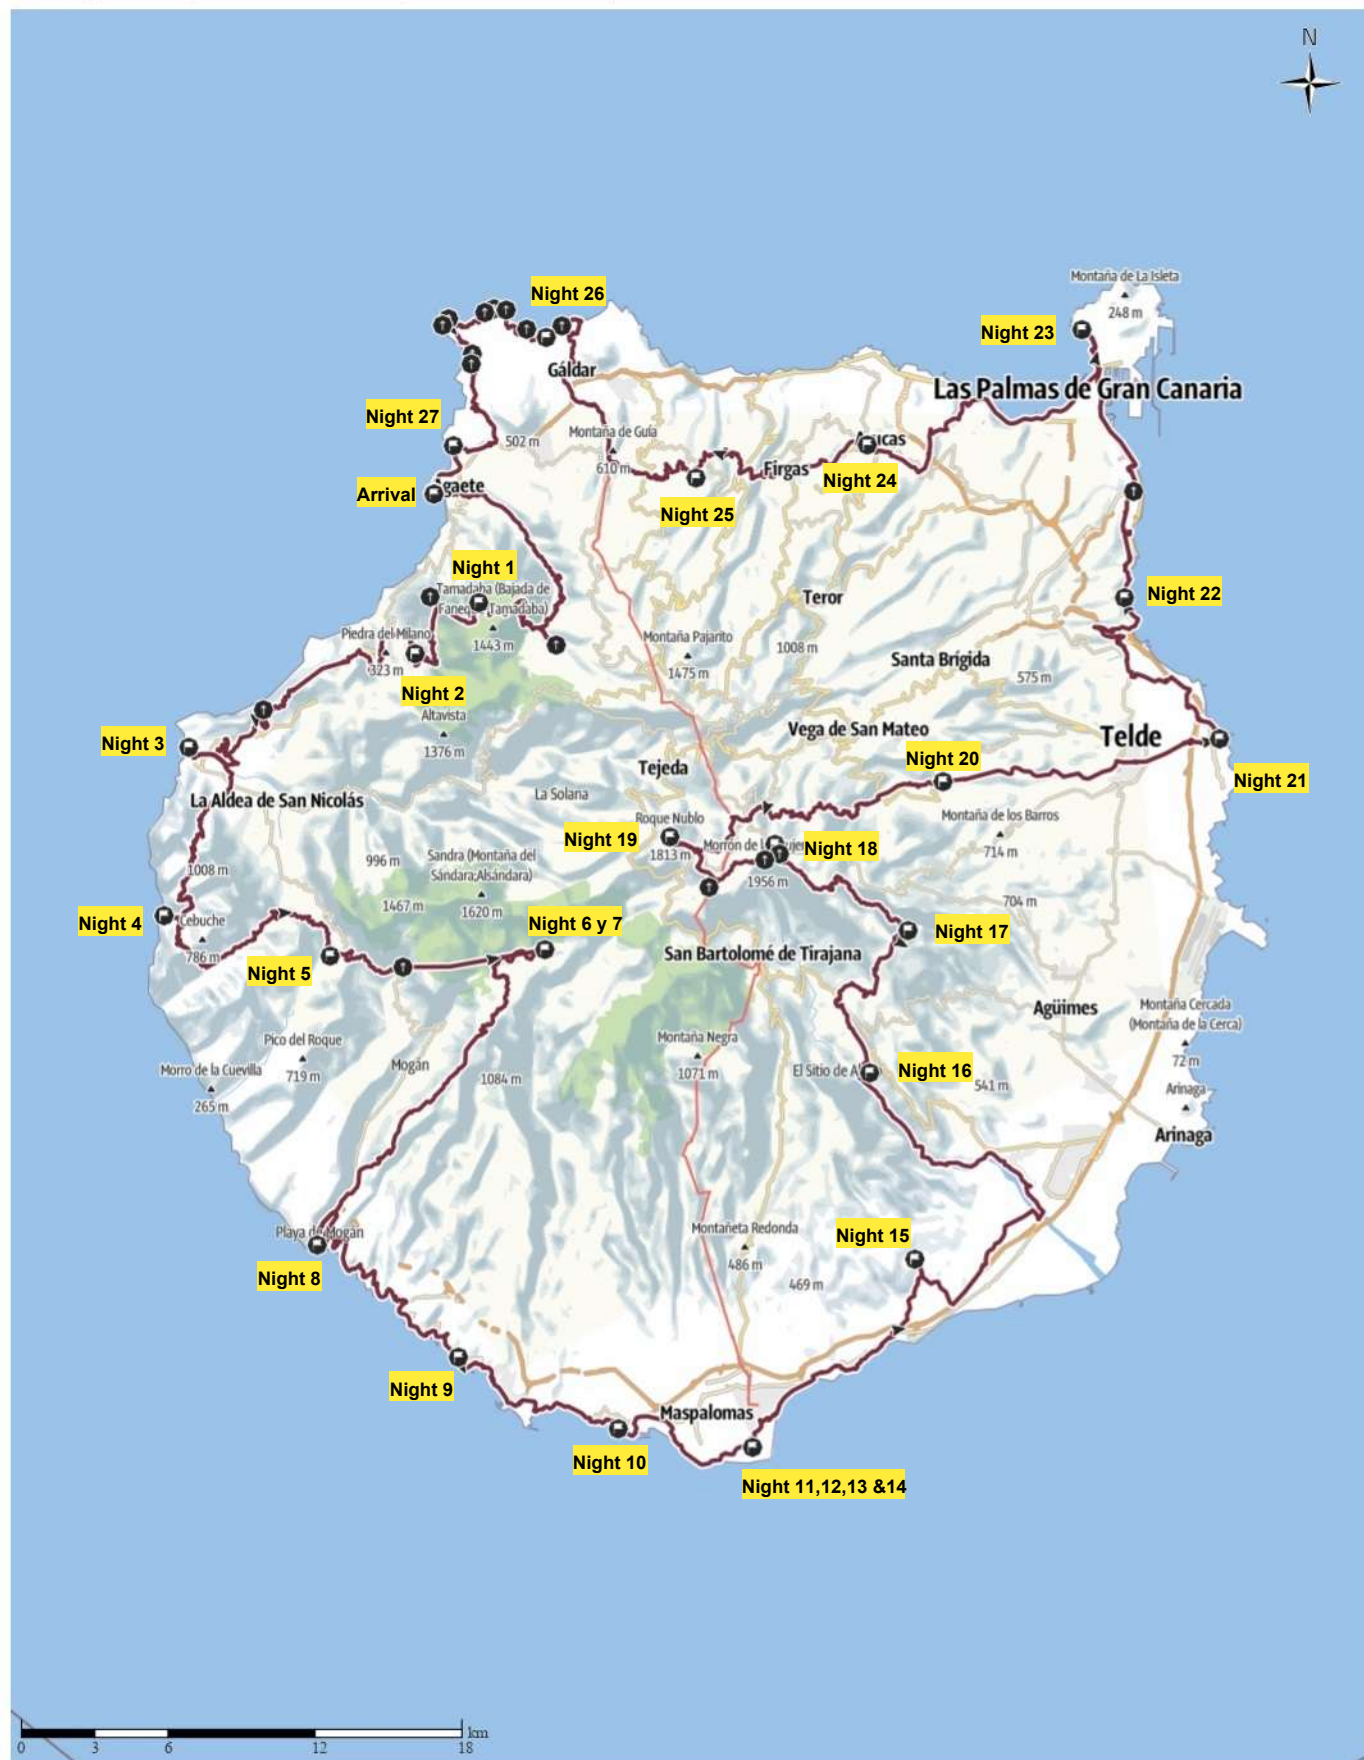 N
Montaña de La Isleta
248 m
Night 26
Night 23
Gáldar
Las Palmas de Gran Canaria
Night 27
502 m
Montaña de Guía
610 m
Firgas
Night 24
Arrival
Agaete
Night 25
Night 1
Tamadaba (Bajada de
Faneque;Tamadaba)
1443 m
Piedra del Milano
323 m
Night 2
Altavista
1376 m
Teror
1008 m
Montaña Pajarito
1475 m
Santa Brígida
575 m
Night 22
Night 3
Vega de San Mateo
Telde
Night 20
Night 21
Tejeda
La Solana
La Aldea de San Nicolás
Roque Nublo
1813 m
Night 19
Night 18
1956 m
Montaña de los Barros
714 m
1008 m
996 m
Sandra (Montaña del
Sándara;Alsándara)
1467 m
1620 m
704 m
Night 4
Cebuche
786 m
Night 5
Night 6 y 7
Night 17
San Bartolomé de Tirajana
Agüimes
Montaña Cercada
(Montaña de la Cerca)
72 m
Pico del Roque
719 m
Morro de la Cuevilla
265 m
Mogán
1084 m
Montaña Negra
1071 m
El Sitio de
Night 16
541 m
Arinaga
Arinaga
Playa de Mogán
Night 8
Montañeta Redonda
486 m
469 m
Night 15
Night 9
Maspalomas
Night 10
Night 11,12,13 &14
km
0 3 6 12 18